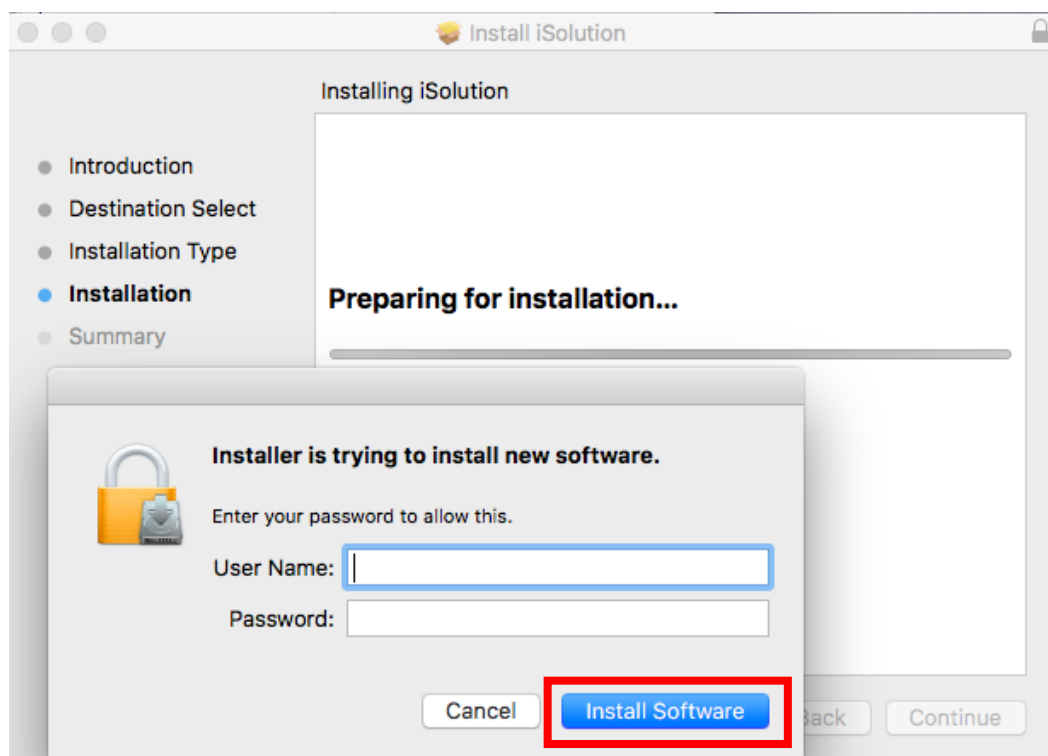 Install iSolution
Installing iSolution
Introduction
Destination Select
Installation Type
Installation
Summary
Preparing for installation...
Installer is trying to install new software.
Enter your password to allow this.
User Name:
Password:
Cancel
Install Software
Back
Continue